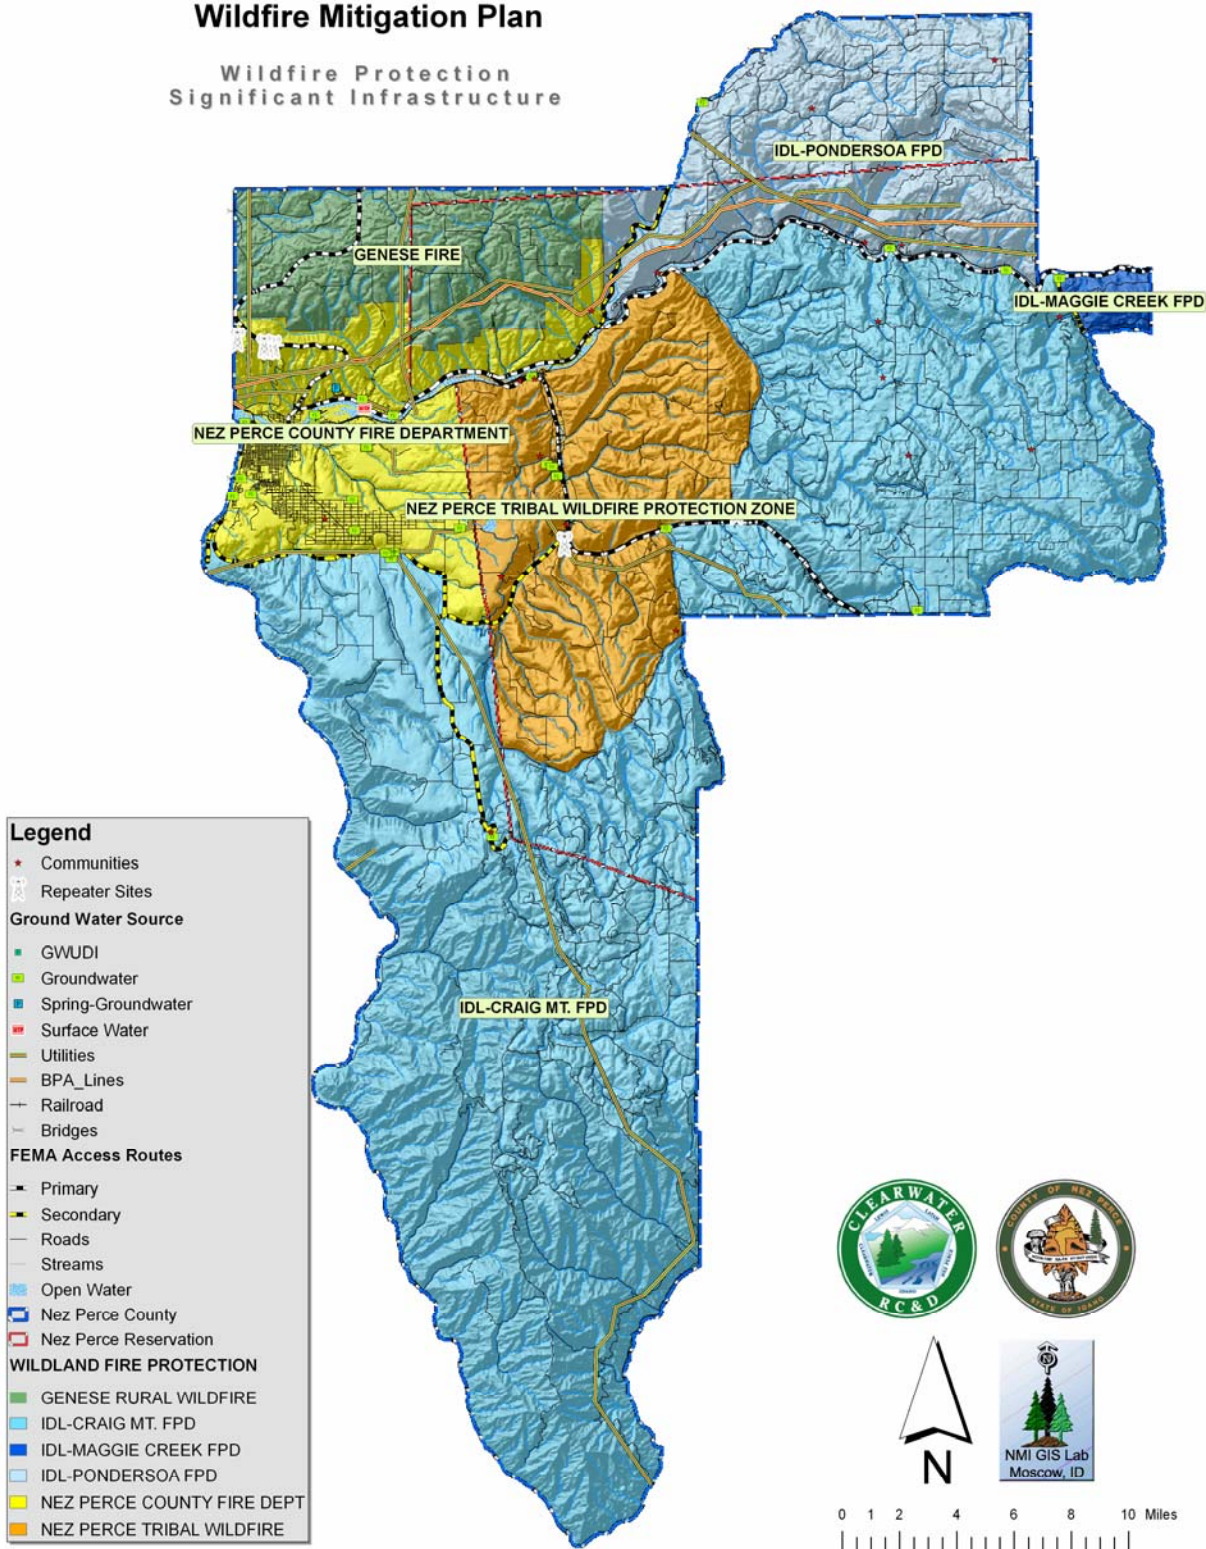 Wildfire Mitigation Plan
Wildfire Protection
Significant Infrastructure
IDL-PONDERSOA FPD
GENESE FIRE
IDL-MAGGIE CREEK FPD
NEZ PERCE COUNTY FIRE DEPARTMENT
NEZ PERCE TRIBAL WILDFIRE PROTECTION ZONE
IDL-CRAIG MT. FPD
Legend
Communities
Repeater Sites
Ground Water Source
GWUDI
Groundwater
Spring-Groundwater
Surface Water
Utilities
BPA_Lines
Railroad
Bridges
FEMA Access Routes
Primary
Secondary
Roads
Streams
Open Water
Nez Perce County
Nez Perce Reservation
WILDLAND FIRE PROTECTION
GENESE RURAL WILDFIRE
IDL-CRAIG MT. FPD
IDL-MAGGIE CREEK FPD
IDL-PONDERSOA FPD
NEZ PERCE COUNTY FIRE DEPT
NEZ PERCE TRIBAL WILDFIRE
CLEARWATER
RC&D
COUNTY OF NEZ PERCE
STATE OF IDAHO
N
NMI GIS Lab
Moscow, ID
0 1 2 4 6 8 10 Miles